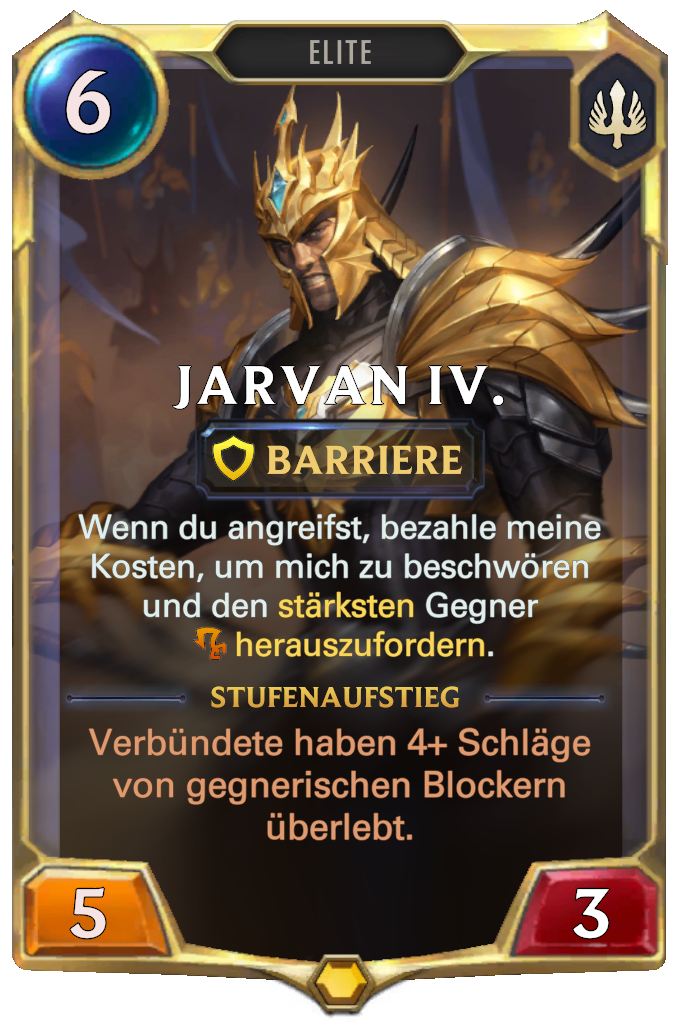 ELITE
6
JARVAN IV.
BARRIERE
Wenn du angreifst, bezahle meine
Kosten, um mich zu beschwören
und den stärksten Gegner
herauszufordern.
STUFENAUFSTIEG
Verbündete haben 4+ Schläge
von gegnerischen Blockern
überlebt.
5
3